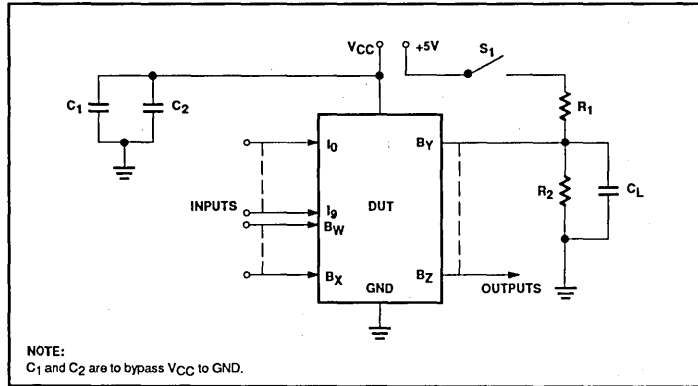 VCC +5V S1
C1 C2 R1
I0 BY
INPUTS I9 DUT R2 CL
BW
BX BZ
GND OUTPUTS
NOTE:
C1 and C2 are to bypass VCC to GND.